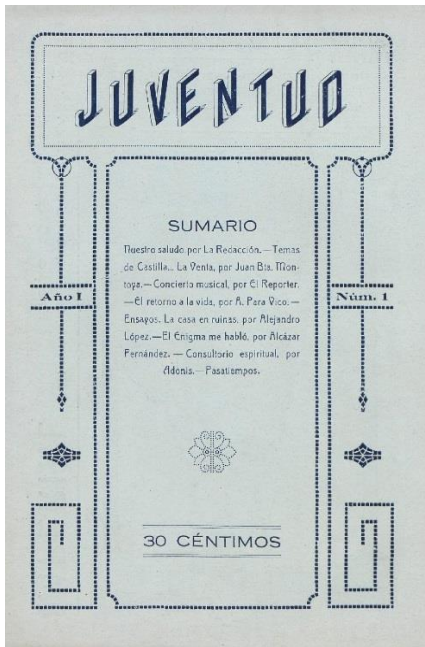 JUVENTUD
SUMARIO
Nuestro saludo por La Redacción. — Temas
de Castilla.. La Venta, por Juan Bta. Mon-
toya. — Concierto musical, por El Reporter.
— El retorno a la vida, por A. Para Vico. —
Ensayos. La casa en ruinas, por Alejandro
López. — El Enigma me habló, por Alcázar
Fernández. — Consultorio espiritual, por
Adonis. — Pasatiempos.
Año I
Núm. 1
30 CÉNTIMOS